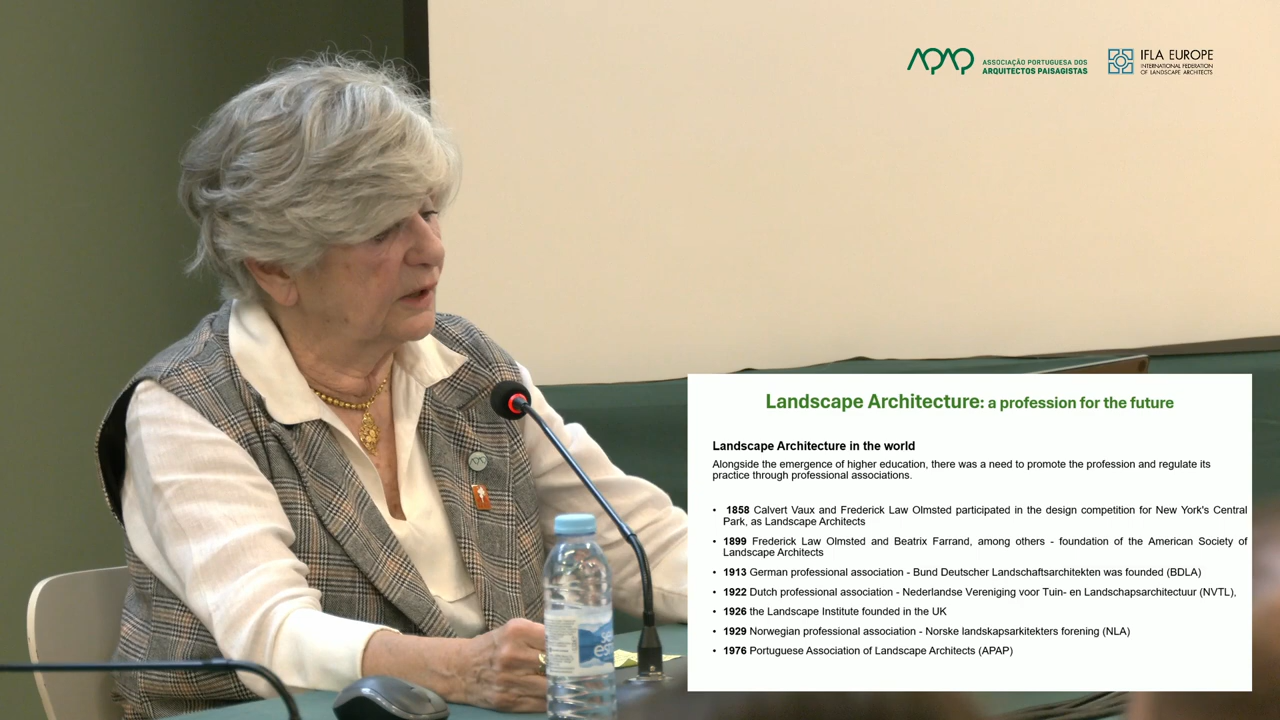 APAP ASSOCIAÇÃO PORTUGUESA DOS
ARQUITECTOS PAISAGISTAS
IFLA EUROPE
INTERNATIONAL FEDERATION
OF LANDSCAPE ARCHITECTS
Landscape Architecture: a profession for the future
Landscape Architecture in the world
Alongside the emergence of higher education, there was a need to promote the profession and regulate its
practice through professional associations.
• 1858 Calvert Vaux and Frederick Law Olmsted participated in the design competition for New York's Central
Park, as Landscape Architects
• 1899 Frederick Law Olmsted and Beatrix Farrand, among others - foundation of the American Society of
Landscape Architects
• 1913 German professional association - Bund Deutscher Landschaftsarchitekten was founded (BDLA)
• 1922 Dutch professional association - Nederlandse Vereniging voor Tuin- en Landschapsarchitectuur (NVTL),
• 1926 the Landscape Institute founded in the UK
• 1929 Norwegian professional association - Norske landskapsarkitekters forening (NLA)
• 1976 Portuguese Association of Landscape Architects (APAP)